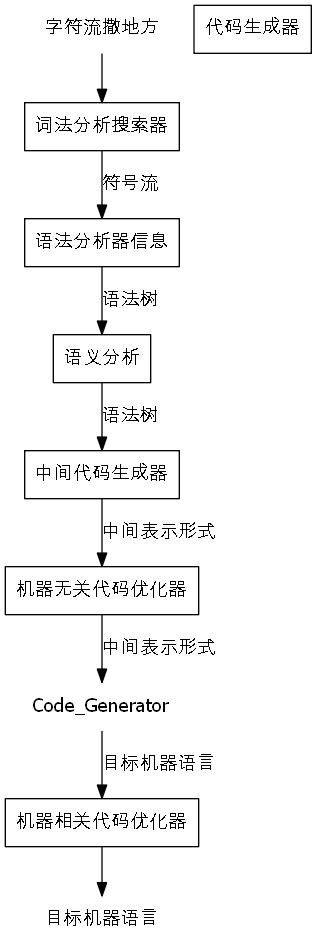 字符流撒地方
代码生成器
词法分析搜索器
符号流
语法分析器信息
语法树
语义分析
语法树
中间代码生成器
中间表示形式
机器无关代码优化器
中间表示形式
Code_Generator
目标机器语言
机器相关代码优化器
目标机器语言